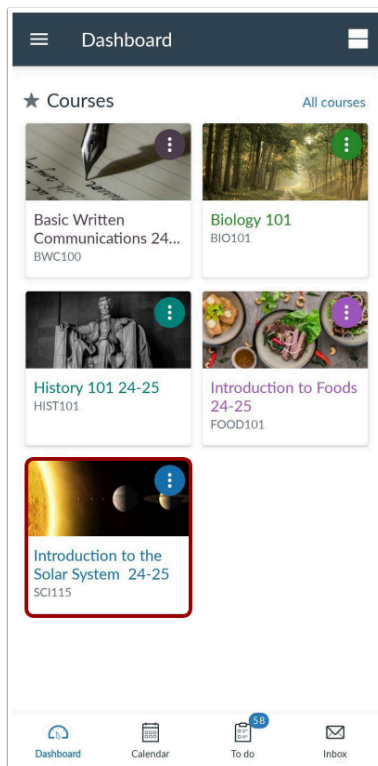 Dashboard
Courses
All courses
Basic Written
Communications 24...
BWC100
Biology 101
BIO101
History 101 24-25
HIST101
Introduction to Foods
24-25
FOOD101
Introduction to the
Solar System 24-25
SCI115
58
Dashboard
Calendar
To do
Inbox